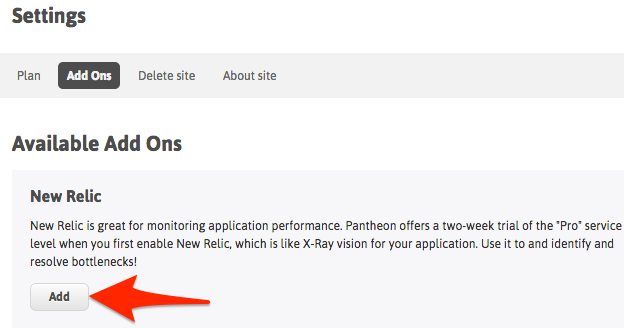 Settings
Plan Add Ons Delete site About site
Available Add Ons
New Relic
New Relic is great for monitoring application performance. Pantheon offers a two-week trial of the "Pro" service
level when you first enable New Relic, which is like X-Ray vision for your application. Use it to and identify and
resolve bottlenecks!
Add